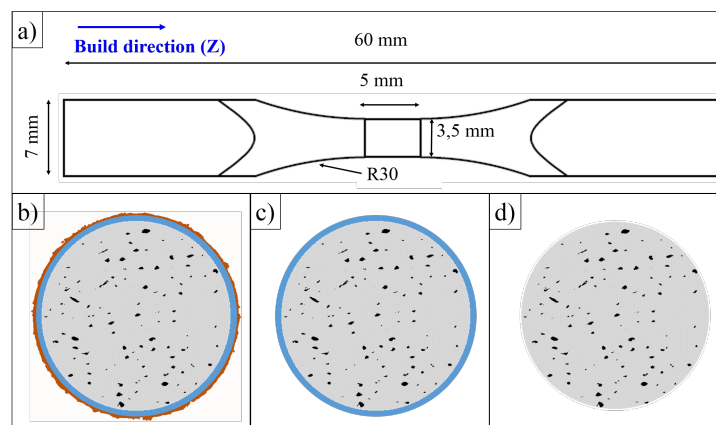 a)
Build direction (Z)
60 mm
5 mm
7 mm
3,5 mm
R30
b)
c)
d)